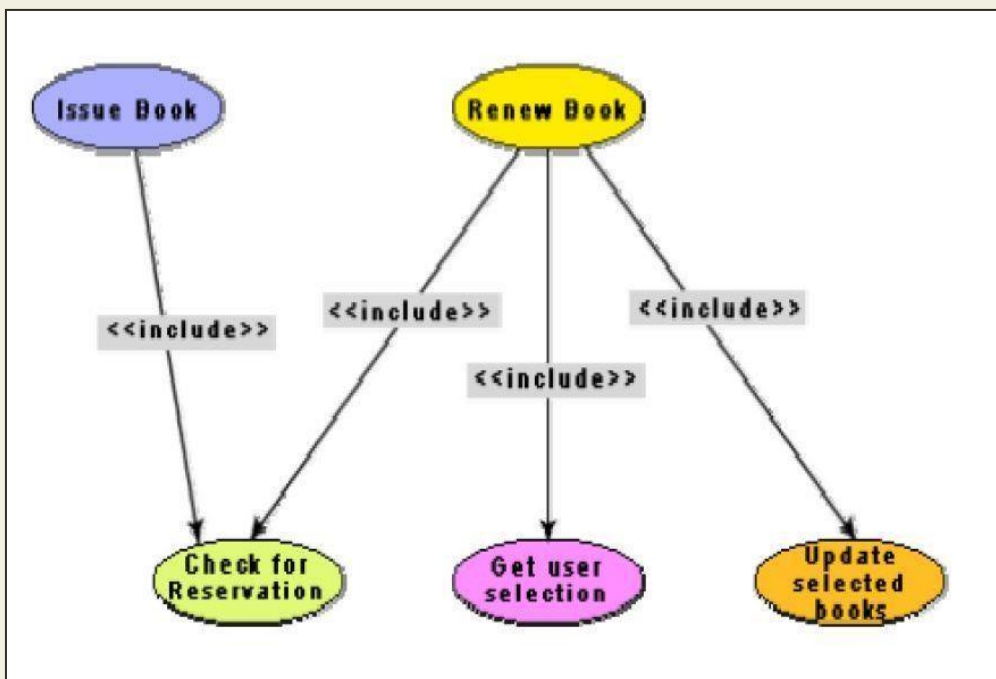 Issue Book
Renew Book
<<include>>
<<include>>
<<include>>
<<include>>
Check for
Reservation
Get user
selection
Update
selected
books